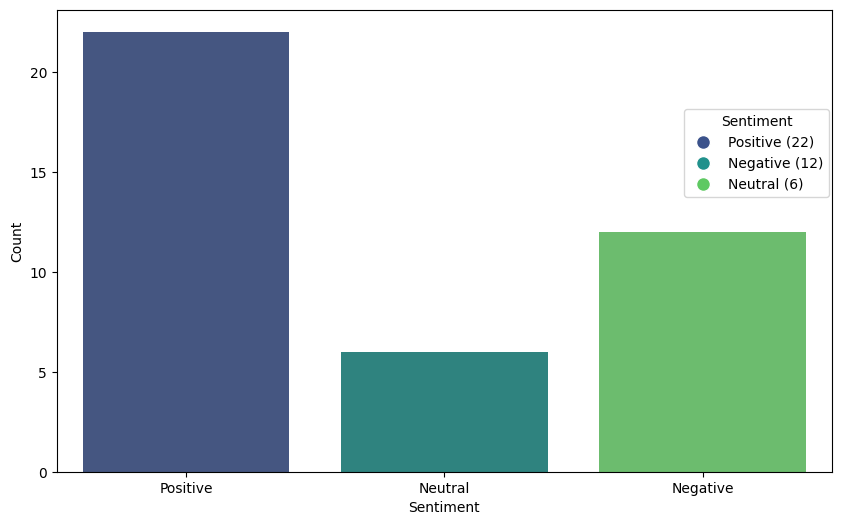 20
15
10
5
0
Count
Sentiment
Positive (22)
Negative (12)
Neutral (6)
Positive
Neutral
Negative
Sentiment